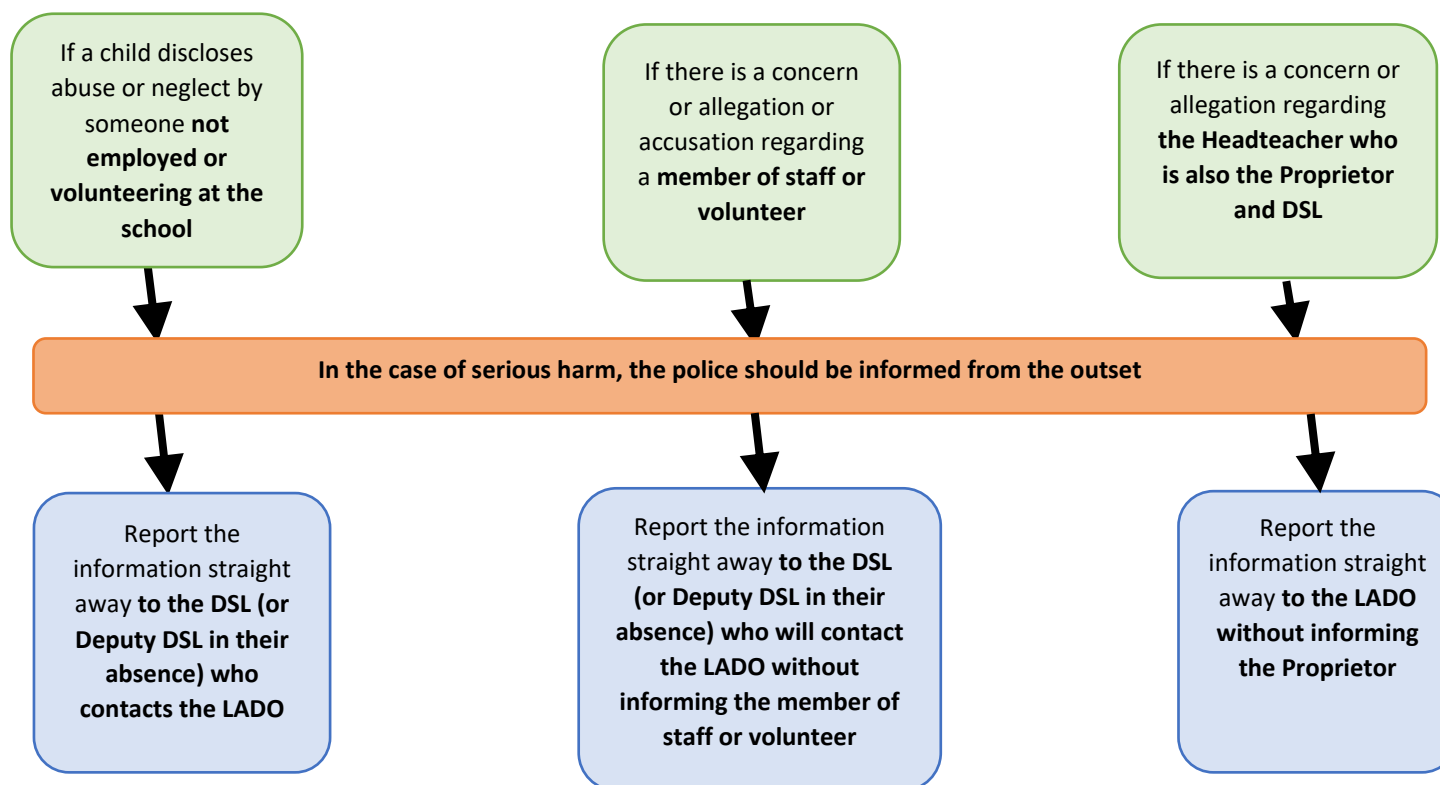 If a child discloses
abuse or neglect by
someone not
employed or
volunteering at the
school
If there is a concern
or allegation or
accusation regarding
a member of staff or
volunteer
If there is a concern or
allegation regarding
the Headteacher who
is also the Proprietor
and DSL
In the case of serious harm, the police should be informed from the outset
Report the
information straight
away to the DSL (or
Deputy DSL in their
absence) who
contacts the LADO
Report the information
straight away to the DSL
(or Deputy DSL in their
absence) who will contact
the LADO without
informing the member of
staff or volunteer
Report the
information straight
away to the LADO
without informing
the Proprietor